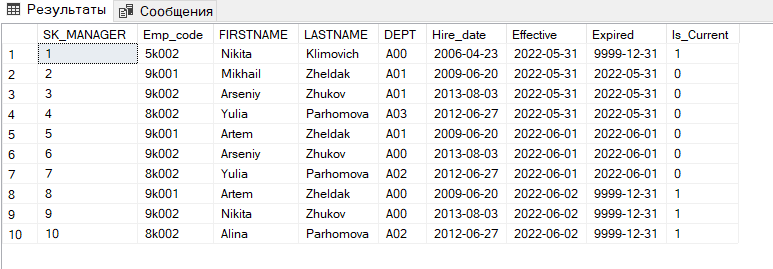 Результаты Сообщения
SK_MANAGER Emp_code FIRSTNAME LASTNAME DEPT Hire_date Effective Expired Is_Current
1 1 5k002 Nikita Klimovich A00 2006-04-23 2022-05-31 9999-12-31 1
2 2 9k001 Mikhail Zheldak A01 2009-06-20 2022-05-31 2022-05-31 0
3 3 9k002 Arseniy Zhukov A01 2013-08-03 2022-05-31 2022-05-31 0
4 4 8k002 Yulia Parhomova A03 2012-06-27 2022-05-31 2022-05-31 0
5 5 9k001 Artem Zheldak A01 2009-06-20 2022-06-01 2022-06-01 0
6 6 9k002 Arseniy Zhukov A00 2013-08-03 2022-06-01 2022-06-01 0
7 7 8k002 Yulia Parhomova A02 2012-06-27 2022-06-01 2022-06-01 0
8 8 9k001 Artem Zheldak A00 2009-06-20 2022-06-02 9999-12-31 1
9 9 9k002 Nikita Zhukov A00 2013-08-03 2022-06-02 9999-12-31 1
10 10 8k002 Alina Parhomova A02 2012-06-27 2022-06-02 9999-12-31 1